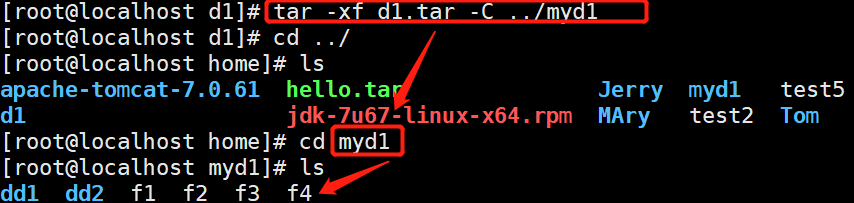 [root@localhost d1]# tar -xf d1.tar -C ../myd1
[root@localhost d1]# cd ../
[root@localhost home]# ls
apache-tomcat-7.0.61 hello.tar Jerry myd1 test5
d1 jdk-7u67-linux-x64.rpm MAry test2 Tom
[root@localhost home]# cd myd1
[root@localhost myd1]# ls
dd1 dd2 f1 f2 f3 f4